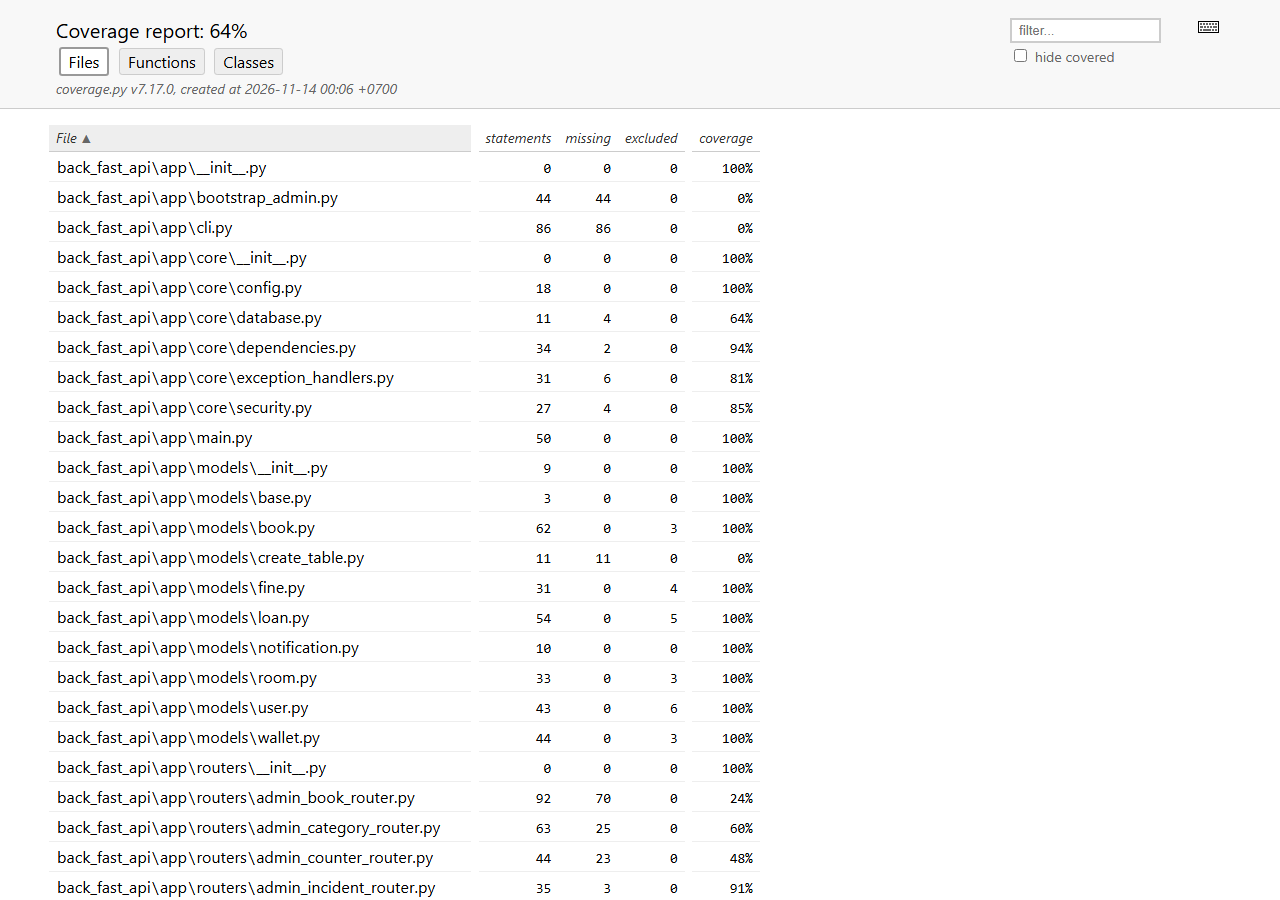 Coverage report: 64%
filter...
hide covered
Files Functions Classes
coverage.py v7.17.0, created at 2026-11-14 00:06 +0700
File ▲ statements missing excluded coverage
back_fast_api\app\__init__.py 0 0 0 100%
back_fast_api\app\bootstrap_admin.py 44 44 0 0%
back_fast_api\app\cli.py 86 86 0 0%
back_fast_api\app\core\__init__.py 0 0 0 100%
back_fast_api\app\core\config.py 18 0 0 100%
back_fast_api\app\core\database.py 11 4 0 64%
back_fast_api\app\core\dependencies.py 34 2 0 94%
back_fast_api\app\core\exception_handlers.py 31 6 0 81%
back_fast_api\app\core\security.py 27 4 0 85%
back_fast_api\app\main.py 50 0 0 100%
back_fast_api\app\models\__init__.py 9 0 0 100%
back_fast_api\app\models\base.py 3 0 0 100%
back_fast_api\app\models\book.py 62 0 3 100%
back_fast_api\app\models\create_table.py 11 11 0 0%
back_fast_api\app\models\fine.py 31 0 4 100%
back_fast_api\app\models\loan.py 54 0 5 100%
back_fast_api\app\models\notification.py 10 0 0 100%
back_fast_api\app\models\room.py 33 0 3 100%
back_fast_api\app\models\user.py 43 0 6 100%
back_fast_api\app\models\wallet.py 44 0 3 100%
back_fast_api\app\routers\__init__.py 0 0 0 100%
back_fast_api\app\routers\admin_book_router.py 92 70 0 24%
back_fast_api\app\routers\admin_category_router.py 63 25 0 60%
back_fast_api\app\routers\admin_counter_router.py 44 23 0 48%
back_fast_api\app\routers\admin_incident_router.py 35 3 0 91%